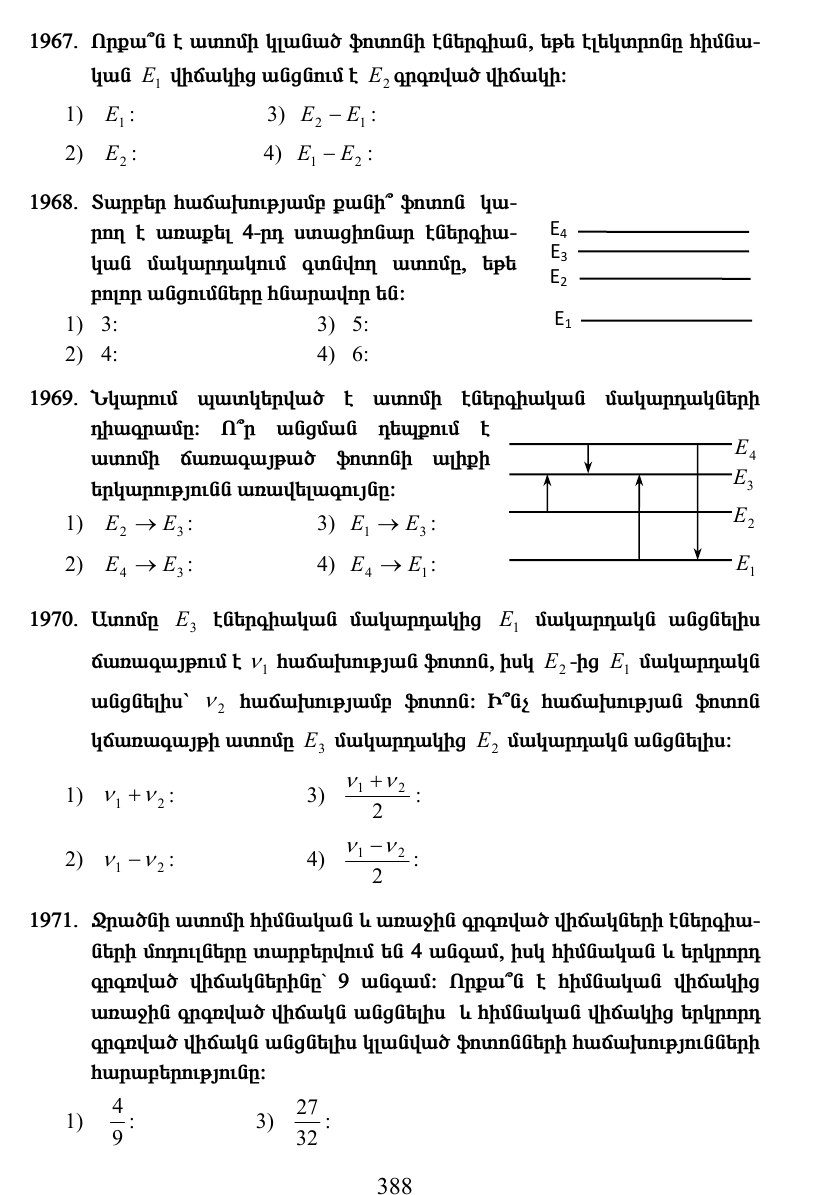 1967. Որքա՞ն է ատոմի կլանած ֆոտոնի էներգիան, եթե էլեկտրոնը հիմնա-
կան E₁ վիճակից անցնում է E₂ գրգռված վիճակի:
1) E₁: 3) E₂ − E₁:
2) E₂: 4) E₁ − E₂:
1968. Տարբեր հաճախությամբ քանի՞ ֆոտոն կա-
րող է առաքել 4-րդ ստացիոնար էներգիա-
կան մակարդակում գտնվող ատոմը, եթե
բոլոր անցումները հնարավոր են:
1) 3: 3) 5:
2) 4: 4) 6:
E₄
E₃
E₂
E₁
1969. Նկարում պատկերված է ատոմի էներգիական մակարդակների
դիագրամը: Ո՞ր անցման դեպքում է
ատոմի ճառագայթած ֆոտոնի ալիքի
երկարությունն առավելագույնը:
1) E₂ → E₃: 3) E₁ → E₃:
2) E₄ → E₃: 4) E₄ → E₁:
E₄
E₃
E₂
E₁
1970. Ատոմը E₃ էներգիական մակարդակից E₁ մակարդակն անցնելիս
ճառագայթում է ν₁ հաճախության ֆոտոն, իսկ E₂-ից E₁ մակարդակն
անցնելիս՝ ν₂ հաճախությամբ ֆոտոն: Ի՞նչ հաճախության ֆոտոն
կճառագայթի ատոմը E₃ մակարդակից E₂ մակարդակն անցնելիս:
1) ν₁ + ν₂: 3) (ν₁ + ν₂)/2:
2) ν₁ − ν₂: 4) (ν₁ − ν₂)/2:
1971. Ջրածնի ատոմի հիմնական և առաջին գրգռված վիճակների էներգիա-
ների մոդուլները տարբերվում են 4 անգամ, իսկ հիմնական և երկրորդ
գրգռված վիճակներինը՝ 9 անգամ: Որքա՞ն է հիմնական վիճակից
առաջին գրգռված վիճակն անցնելիս և հիմնական վիճակից երկրորդ
գրգռված վիճակն անցնելիս կլանված ֆոտոնների հաճախությունների
հարաբերությունը:
1) 4/9: 3) 27/32:
388